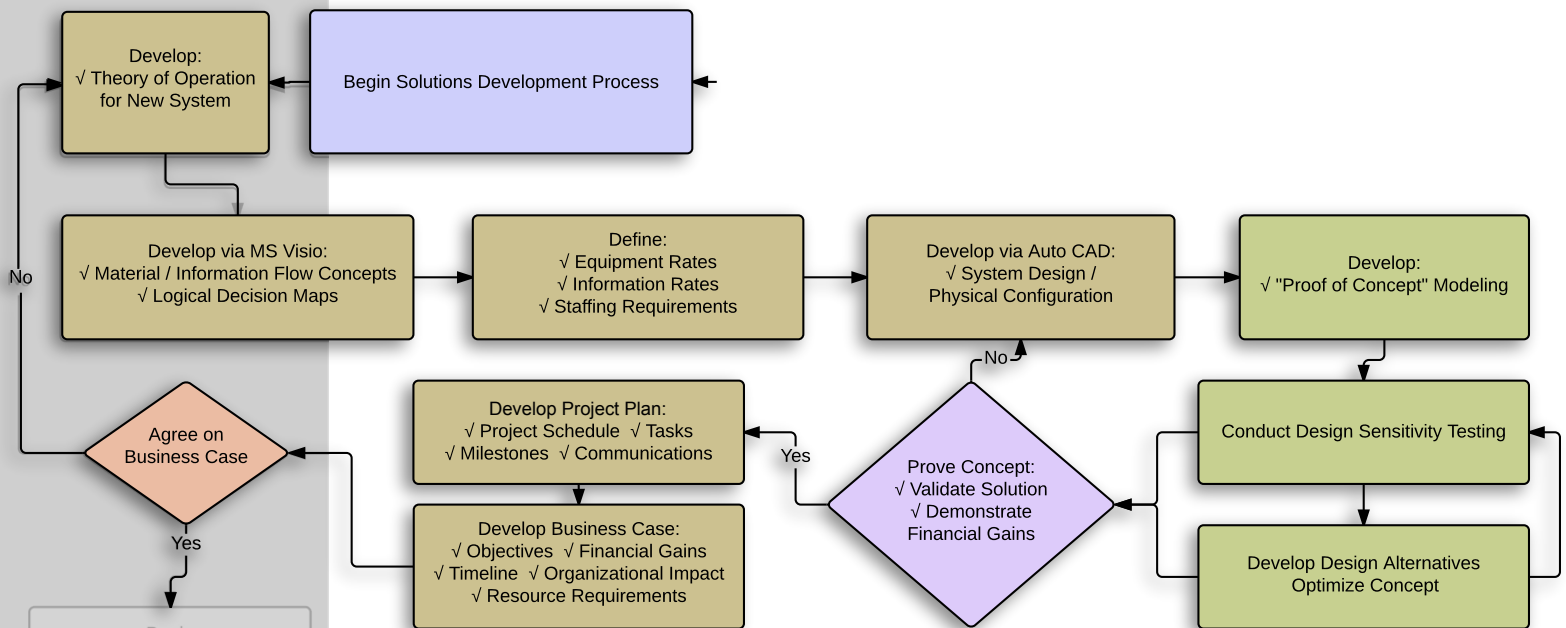 Develop:
√ Theory of Operation
for New System
Begin Solutions Development Process
Develop via MS Visio:
√ Material / Information Flow Concepts
√ Logical Decision Maps
Define:
√ Equipment Rates
√ Information Rates
√ Staffing Requirements
Develop via Auto CAD:
√ System Design /
Physical Configuration
Develop:
√ "Proof of Concept" Modeling
No
No
Agree on
Business Case
Yes
Develop Project Plan:
√ Project Schedule √ Tasks
√ Milestones √ Communications
Develop Business Case:
√ Objectives √ Financial Gains
√ Timeline √ Organizational Impact
√ Resource Requirements
Yes
Prove Concept:
√ Validate Solution
√ Demonstrate
Financial Gains
Conduct Design Sensitivity Testing
Develop Design Alternatives
Optimize Concept